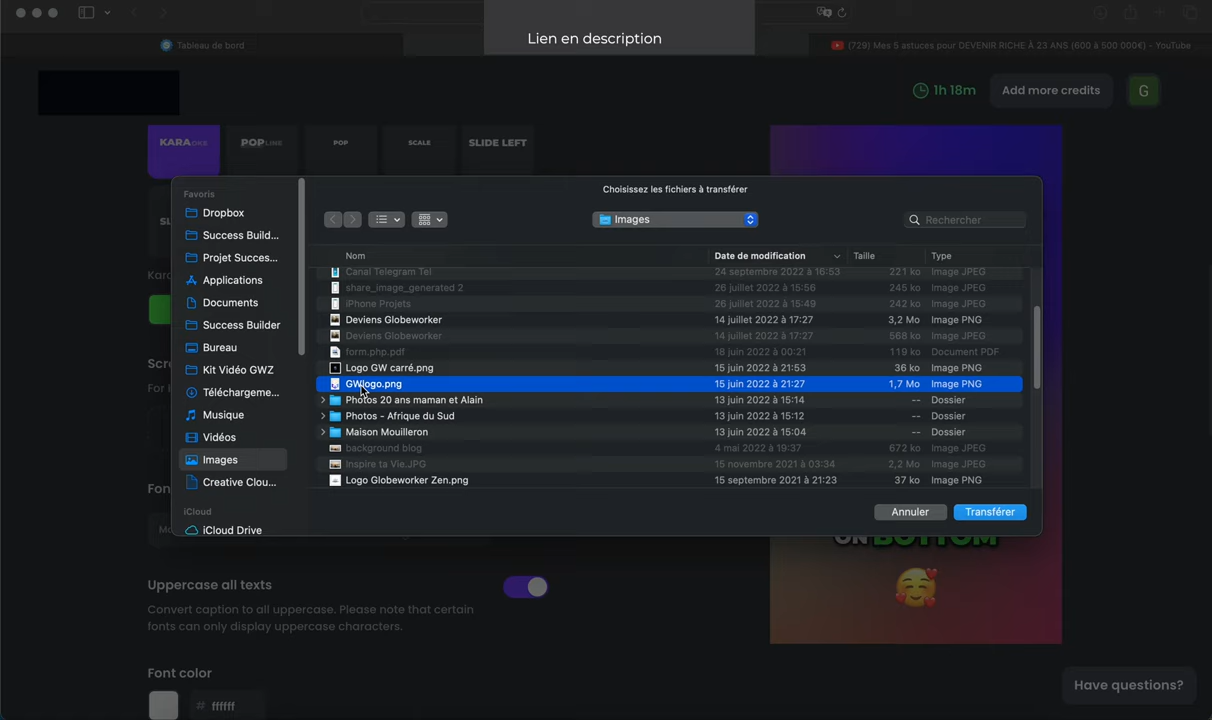 Lien en description
Tableau de bord
(729) Mes 5 astuces pour DEVENIR RICHE À 23 ANS (600 à 500 000€) - YouTube
1h 18m
Add more credits
G
KARAOKE
POPLINE
POP
SCALE
SLIDE LEFT
Choisissez les fichiers à transférer
Favoris
Dropbox
Success Build...
Projet Succes...
Applications
Documents
Success Builder
Bureau
Kit Vidéo GWZ
Téléchargeme...
Musique
Vidéos
Images
Creative Clou...
iCloud
iCloud Drive
Images
Rechercher
Nom Date de modification Taille Type
Canal Telegram Tel 24 septembre 2022 à 16:53 221 ko Image JPEG
share_image_generated 2 26 juillet 2022 à 15:56 245 ko Image JPEG
iPhone Projets 26 juillet 2022 à 15:49 242 ko Image JPEG
Deviens Globeworker 14 juillet 2022 à 17:27 3,2 Mo Image PNG
Deviens Globeworker 14 juillet 2022 à 17:27 568 ko Image JPEG
form.php.pdf 18 juin 2022 à 00:21 119 ko Document PDF
Logo GW carré.png 15 juin 2022 à 21:53 36 ko Image PNG
GWlogo.png 15 juin 2022 à 21:27 1,7 Mo Image PNG
Photos 20 ans maman et Alain 13 juin 2022 à 15:14 -- Dossier
Photos - Afrique du Sud 13 juin 2022 à 15:12 -- Dossier
Maison Mouilleron 13 juin 2022 à 15:04 -- Dossier
background blog 4 mai 2022 à 19:37 672 ko Image JPEG
Inspire ta Vie.JPG 15 novembre 2021 à 03:34 2,2 Mo Image JPEG
Logo Globeworker Zen.png 15 septembre 2021 à 21:23 37 ko Image PNG
Annuler
Transférer
ON BOTTOM
Uppercase all texts
Convert caption to all uppercase. Please note that certain
fonts can only display uppercase characters.
Font color
# ffffff
Have questions?